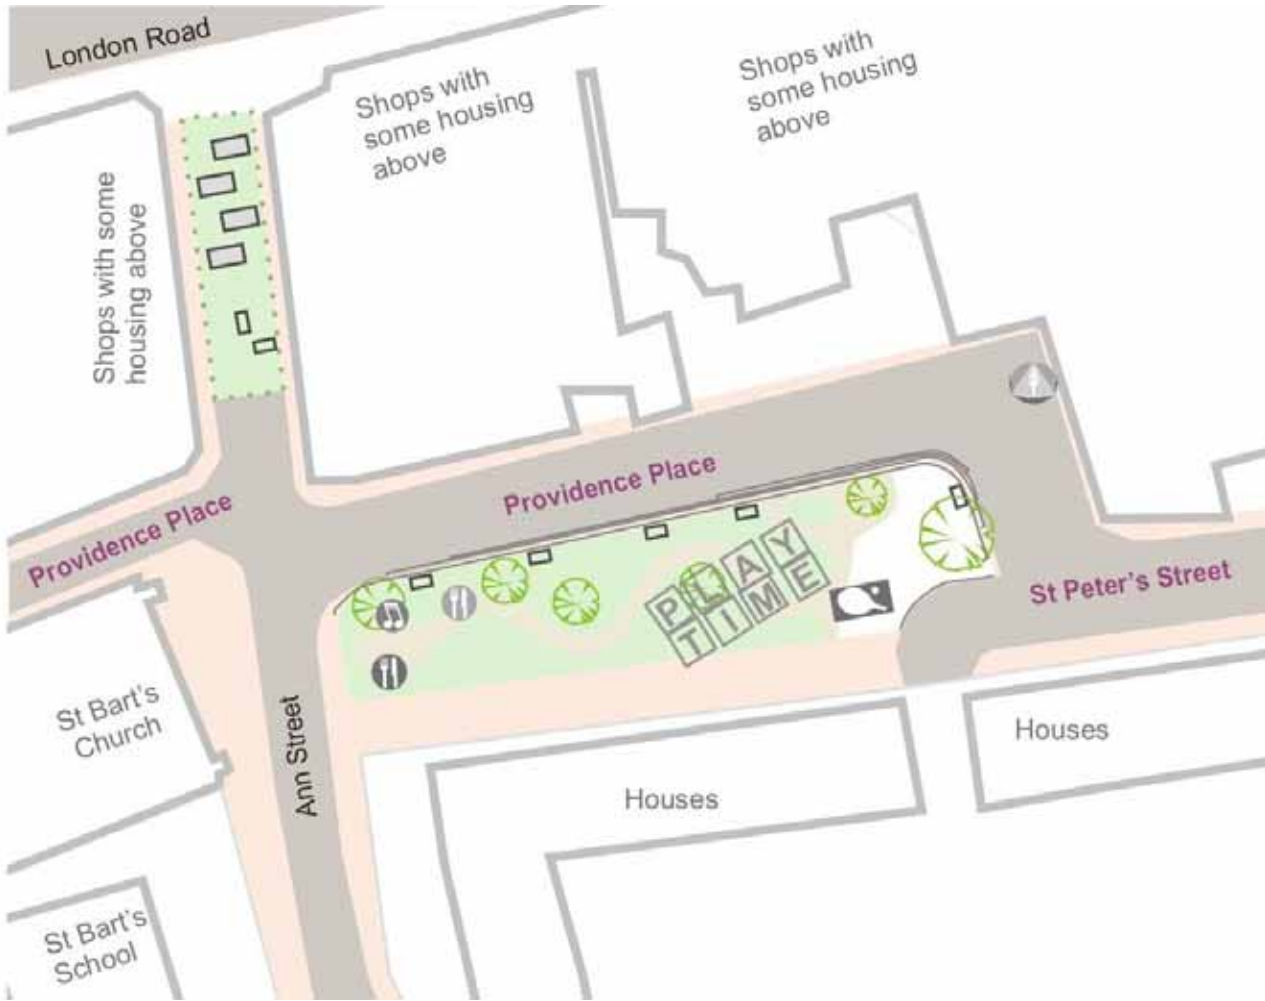 London Road
Shops with
some housing
above
Shops with
some housing
above
Shops with some
housing above
Providence Place
Providence Place
St Peter's Street
PLAY
TIME
St Bart's
Church
Ann Street
Houses
Houses
St Bart's
School